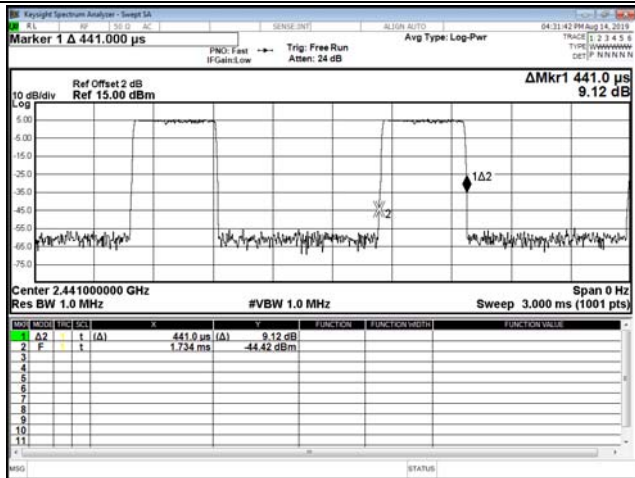 Keysight Spectrum Analyzer - Swept SA
RL RF 50 Ω AC SENSE:INT ALIGN AUTO 04:31:42 PM Aug 14, 2019
Marker 1 Δ 441.000 µs Avg Type: Log-Pwr TRACE 1 2 3 4 5 6
PNO: Fast Trig: Free Run TYPE WWWWWW
IFGain:Low Atten: 24 dB DET P NNNNN
ΔMkr1 441.0 µs
Ref Offset 2 dB
10 dB/div Ref 15.00 dBm 9.12 dB
Log
5.00
-5.00
-15.0
-25.0
1Δ2
-35.0
-45.0
2
-55.0
-65.0
-75.0
Center 2.441000000 GHz Span 0 Hz
Res BW 1.0 MHz #VBW 1.0 MHz Sweep 3.000 ms (1001 pts)
MKR MODE TRC SCL X Y FUNCTION FUNCTION WIDTH FUNCTION VALUE
1 Δ2 1 t (Δ) 441.0 µs (Δ) 9.12 dB
2 F 1 t 1.734 ms -44.42 dBm
3
4
5
6
7
8
9
10
11
MSG STATUS